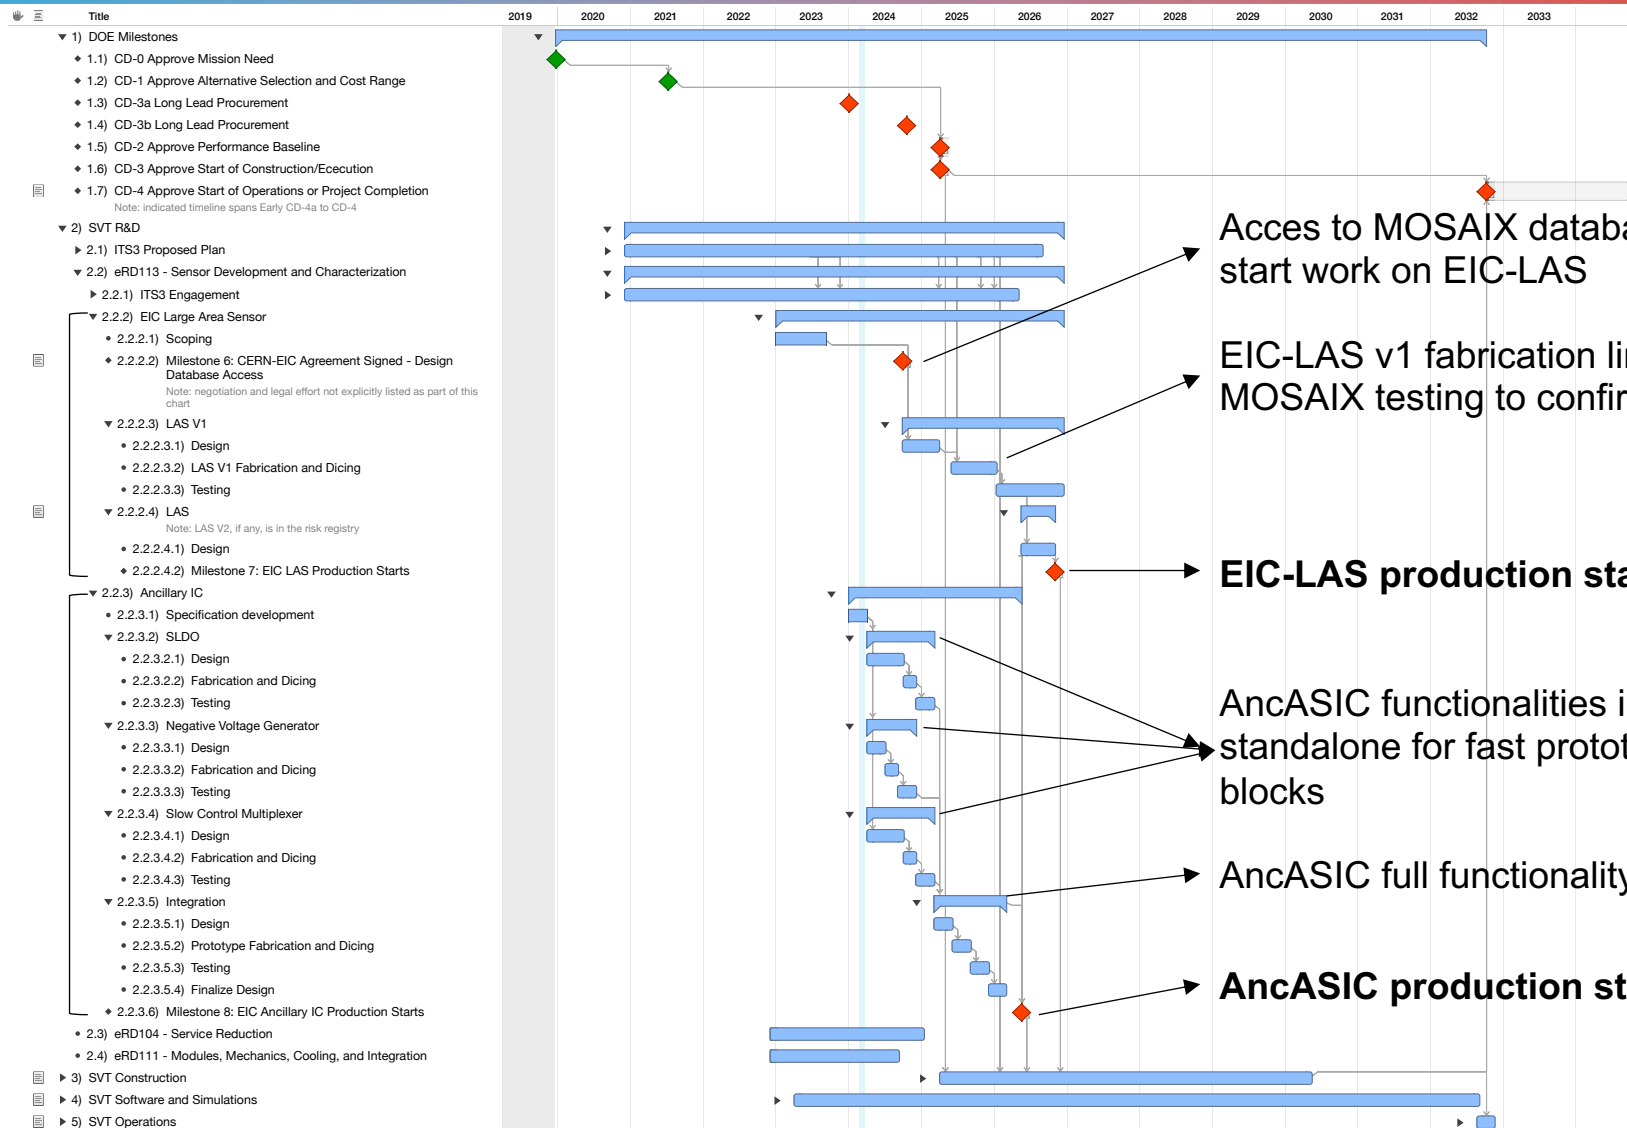 Title 2019 2020 2021 2022 2023 2024 2025 2026 2027 2028 2029 2030 2031 2032 2033
1) DOE Milestones
1.1) CD-0 Approve Mission Need
1.2) CD-1 Approve Alternative Selection and Cost Range
1.3) CD-3a Long Lead Procurement
1.4) CD-3b Long Lead Procurement
1.5) CD-2 Approve Performance Baseline
1.6) CD-3 Approve Start of Construction/Ececution
1.7) CD-4 Approve Start of Operations or Project Completion
Note: indicated timeline spans Early CD-4a to CD-4
2) SVT R&D
2.1) ITS3 Proposed Plan
2.2) eRD113 - Sensor Development and Characterization
2.2.1) ITS3 Engagement
2.2.2) EIC Large Area Sensor
2.2.2.1) Scoping
2.2.2.2) Milestone 6: CERN-EIC Agreement Signed - Design
Database Access
Note: negotiation and legal effort not explicitly listed as part of this
chart
2.2.2.3) LAS V1
2.2.2.3.1) Design
2.2.2.3.2) LAS V1 Fabrication and Dicing
2.2.2.3.3) Testing
2.2.2.4) LAS
Note: LAS V2, if any, is in the risk registry
2.2.2.4.1) Design
2.2.2.4.2) Milestone 7: EIC LAS Production Starts
2.2.3) Ancillary IC
2.2.3.1) Specification development
2.2.3.2) SLDO
2.2.3.2.1) Design
2.2.3.2.2) Fabrication and Dicing
2.2.3.2.3) Testing
2.2.3.3) Negative Voltage Generator
2.2.3.3.1) Design
2.2.3.3.2) Fabrication and Dicing
2.2.3.3.3) Testing
2.2.3.4) Slow Control Multiplexer
2.2.3.4.1) Design
2.2.3.4.2) Fabrication and Dicing
2.2.3.4.3) Testing
2.2.3.5) Integration
2.2.3.5.1) Design
2.2.3.5.2) Prototype Fabrication and Dicing
2.2.3.5.3) Testing
2.2.3.5.4) Finalize Design
2.2.3.6) Milestone 8: EIC Ancillary IC Production Starts
2.3) eRD104 - Service Reduction
2.4) eRD111 - Modules, Mechanics, Cooling, and Integration
3) SVT Construction
4) SVT Software and Simulations
5) SVT Operations
Acces to MOSAIX
start work on EIC-LAS
EIC-LAS v1 fabrication
MOSAIX testing to
EIC-LAS production
AncASIC functionalities
standalone for fast
blocks
AncASIC full functionality
AncASIC production